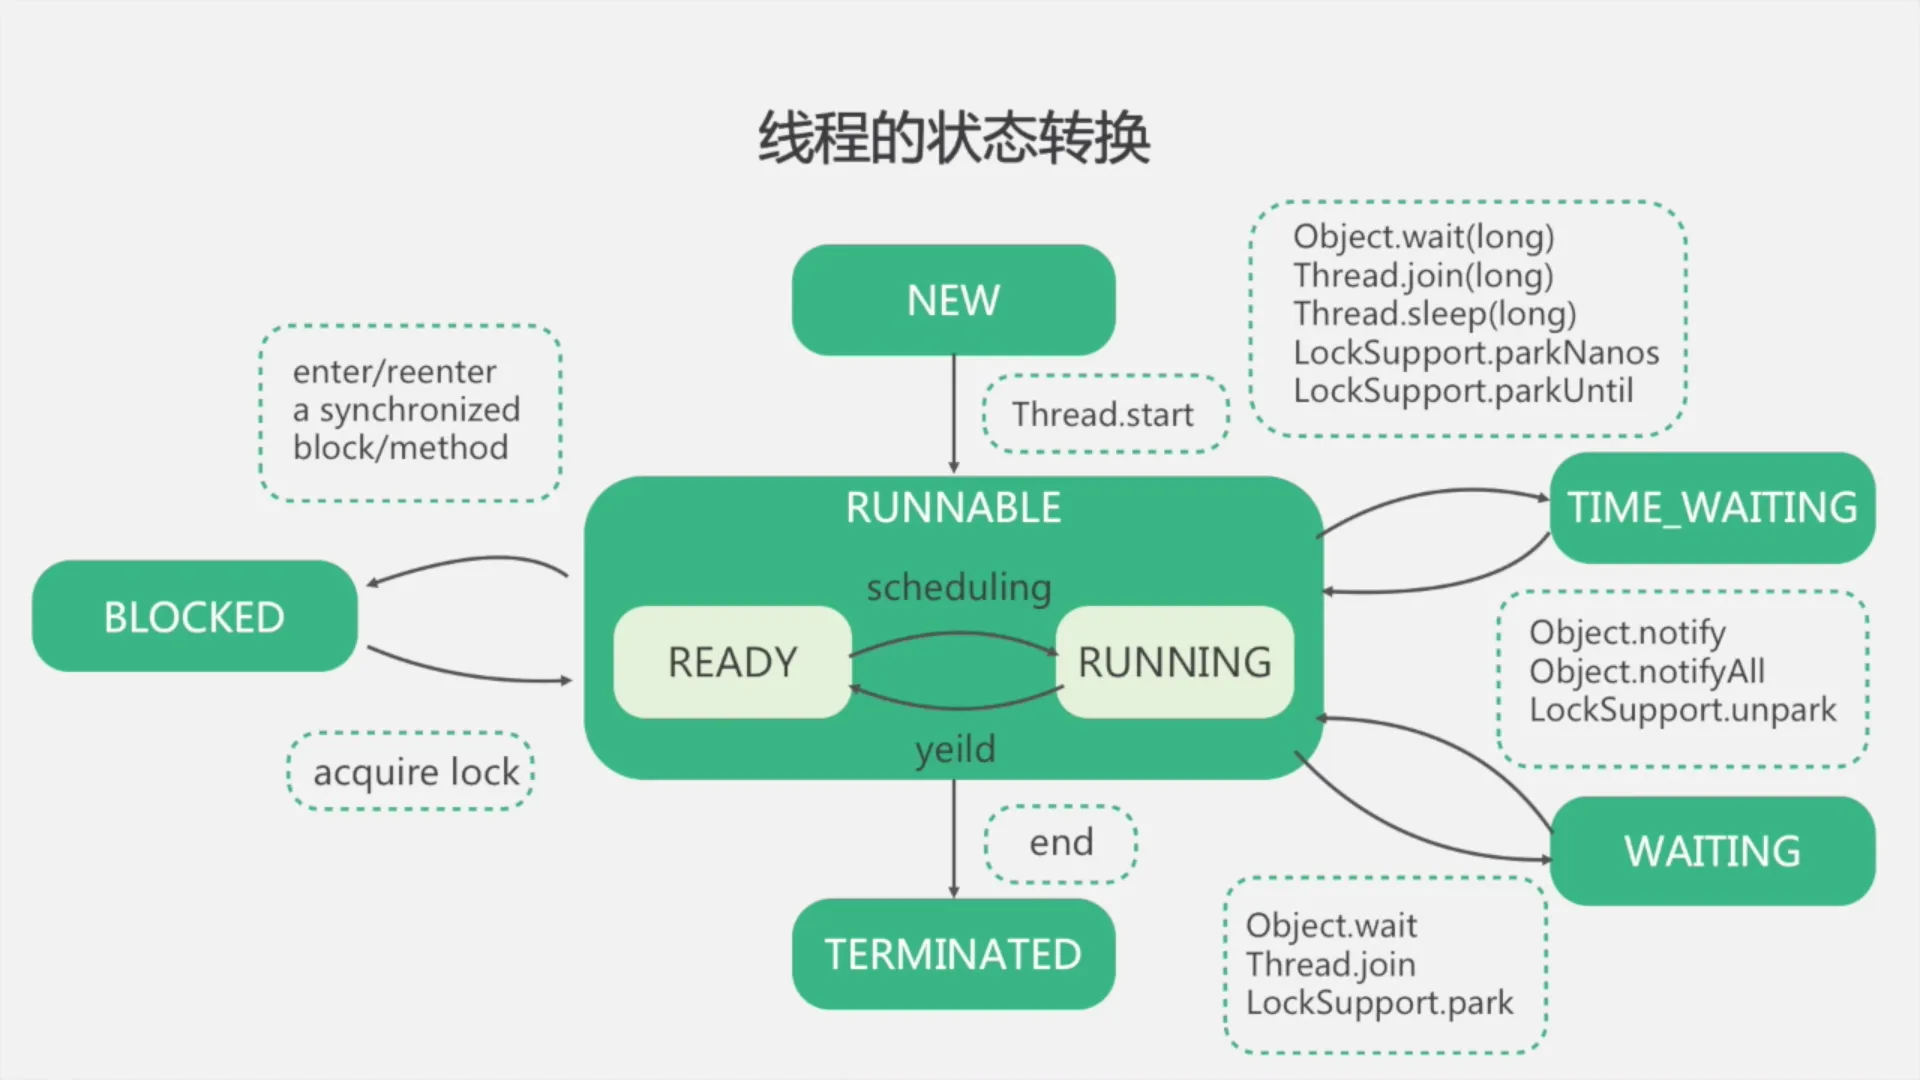 线程的状态转换
Object.wait(long)
Thread.join(long)
Thread.sleep(long)
LockSupport.parkNanos
LockSupport.parkUntil
NEW
enter/reenter
a synchronized
block/method
Thread.start
RUNNABLE
TIME_WAITING
scheduling
BLOCKED
READY
RUNNING
Object.notify
Object.notifyAll
LockSupport.unpark
yeild
acquire lock
end
WAITING
TERMINATED
Object.wait
Thread.join
LockSupport.park